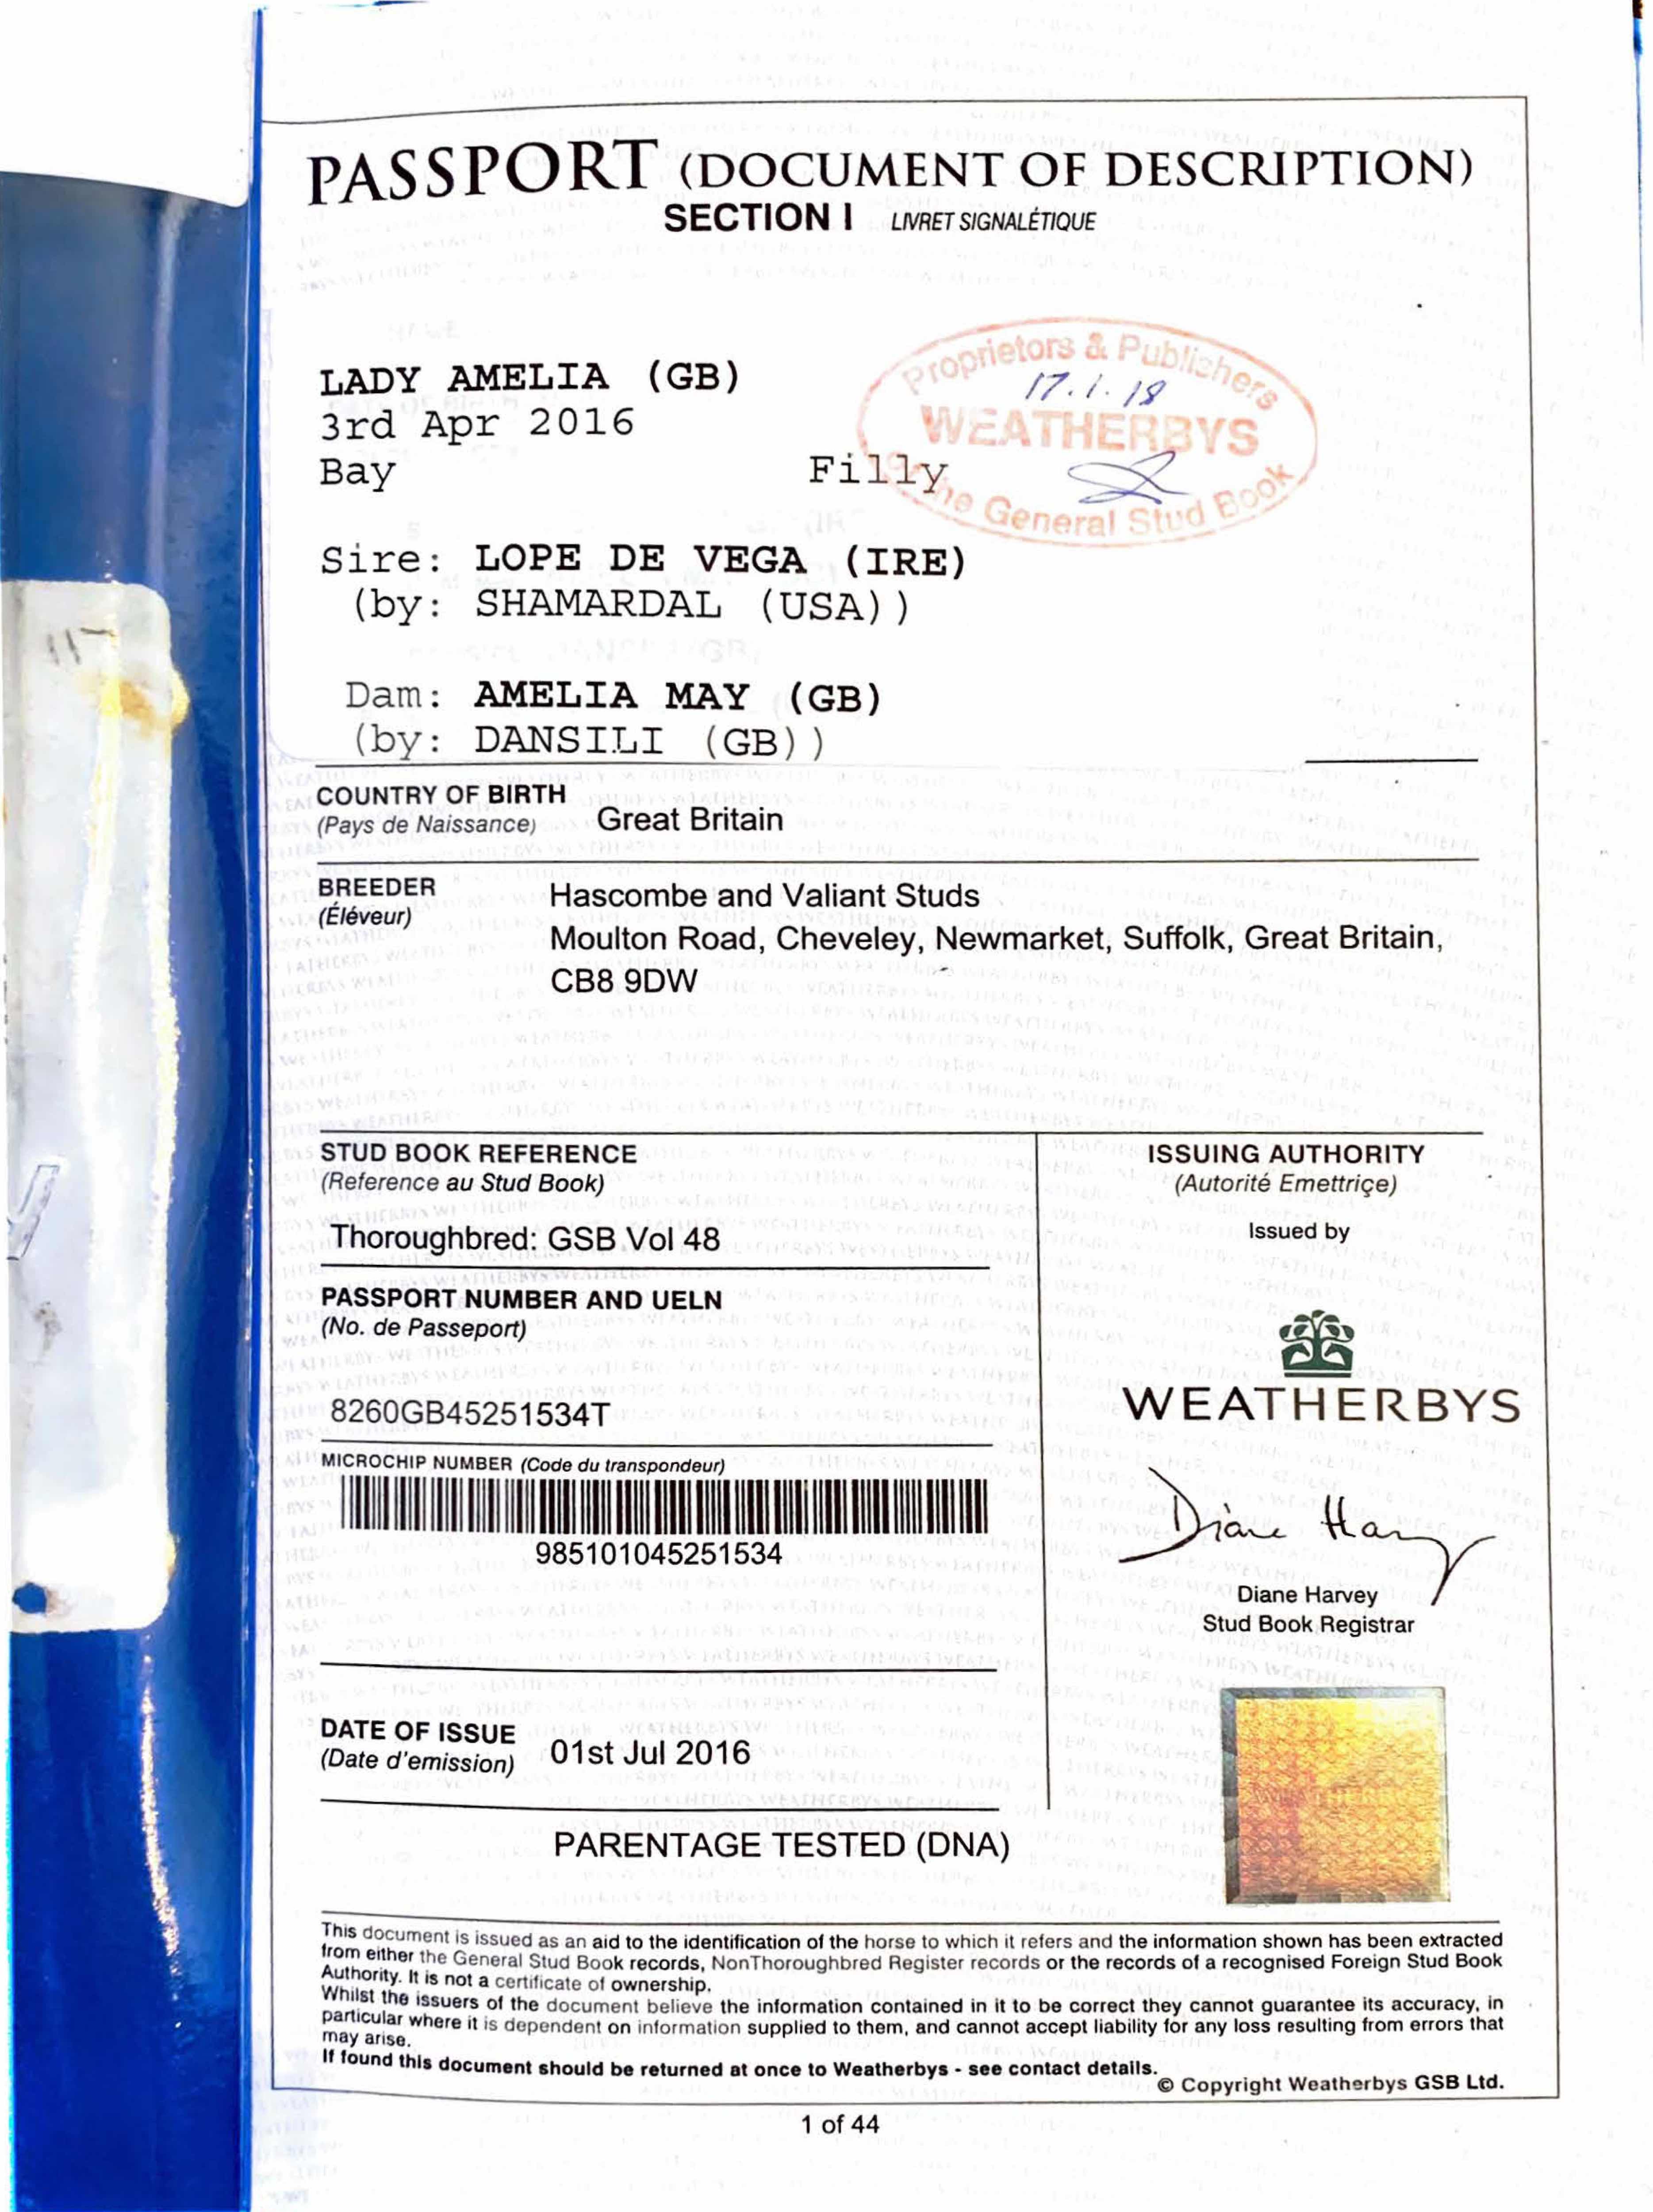 PASSPORT (DOCUMENT OF DESCRIPTION)
SECTION I LIVRET SIGNALÉTIQUE
Proprietors & Publishers
17.1.18
WEATHERBYS
of the General Stud Book
LADY AMELIA (GB)
3rd Apr 2016
Bay Filly
Sire: LOPE DE VEGA (IRE)
(by: SHAMARDAL (USA))
Dam: AMELIA MAY (GB)
(by: DANSILI (GB))
COUNTRY OF BIRTH
(Pays de Naissance) Great Britain
BREEDER
(Éléveur)
Hascombe and Valiant Studs
Moulton Road, Cheveley, Newmarket, Suffolk, Great Britain,
CB8 9DW
STUD BOOK REFERENCE
(Reference au Stud Book)
Thoroughbred: GSB Vol 48
PASSPORT NUMBER AND UELN
(No. de Passeport)
8260GB45251534T
MICROCHIP NUMBER (Code du transpondeur)
985101045251534
ISSUING AUTHORITY
(Autorité Emettriçe)
Issued by
WEATHERBYS
Diane Harvey
Diane Harvey
Stud Book Registrar
DATE OF ISSUE
(Date d'emission) 01st Jul 2016
PARENTAGE TESTED (DNA)
This document is issued as an aid to the identification of the horse to which it refers and the information shown has been extracted
from either the General Stud Book records, NonThoroughbred Register records or the records of a recognised Foreign Stud Book
Authority. It is not a certificate of ownership.
Whilst the issuers of the document believe the information contained in it to be correct they cannot guarantee its accuracy, in
particular where it is dependent on information supplied to them, and cannot accept liability for any loss resulting from errors that
may arise.
If found this document should be returned at once to Weatherbys - see contact details.
© Copyright Weatherbys GSB Ltd.
1 of 44